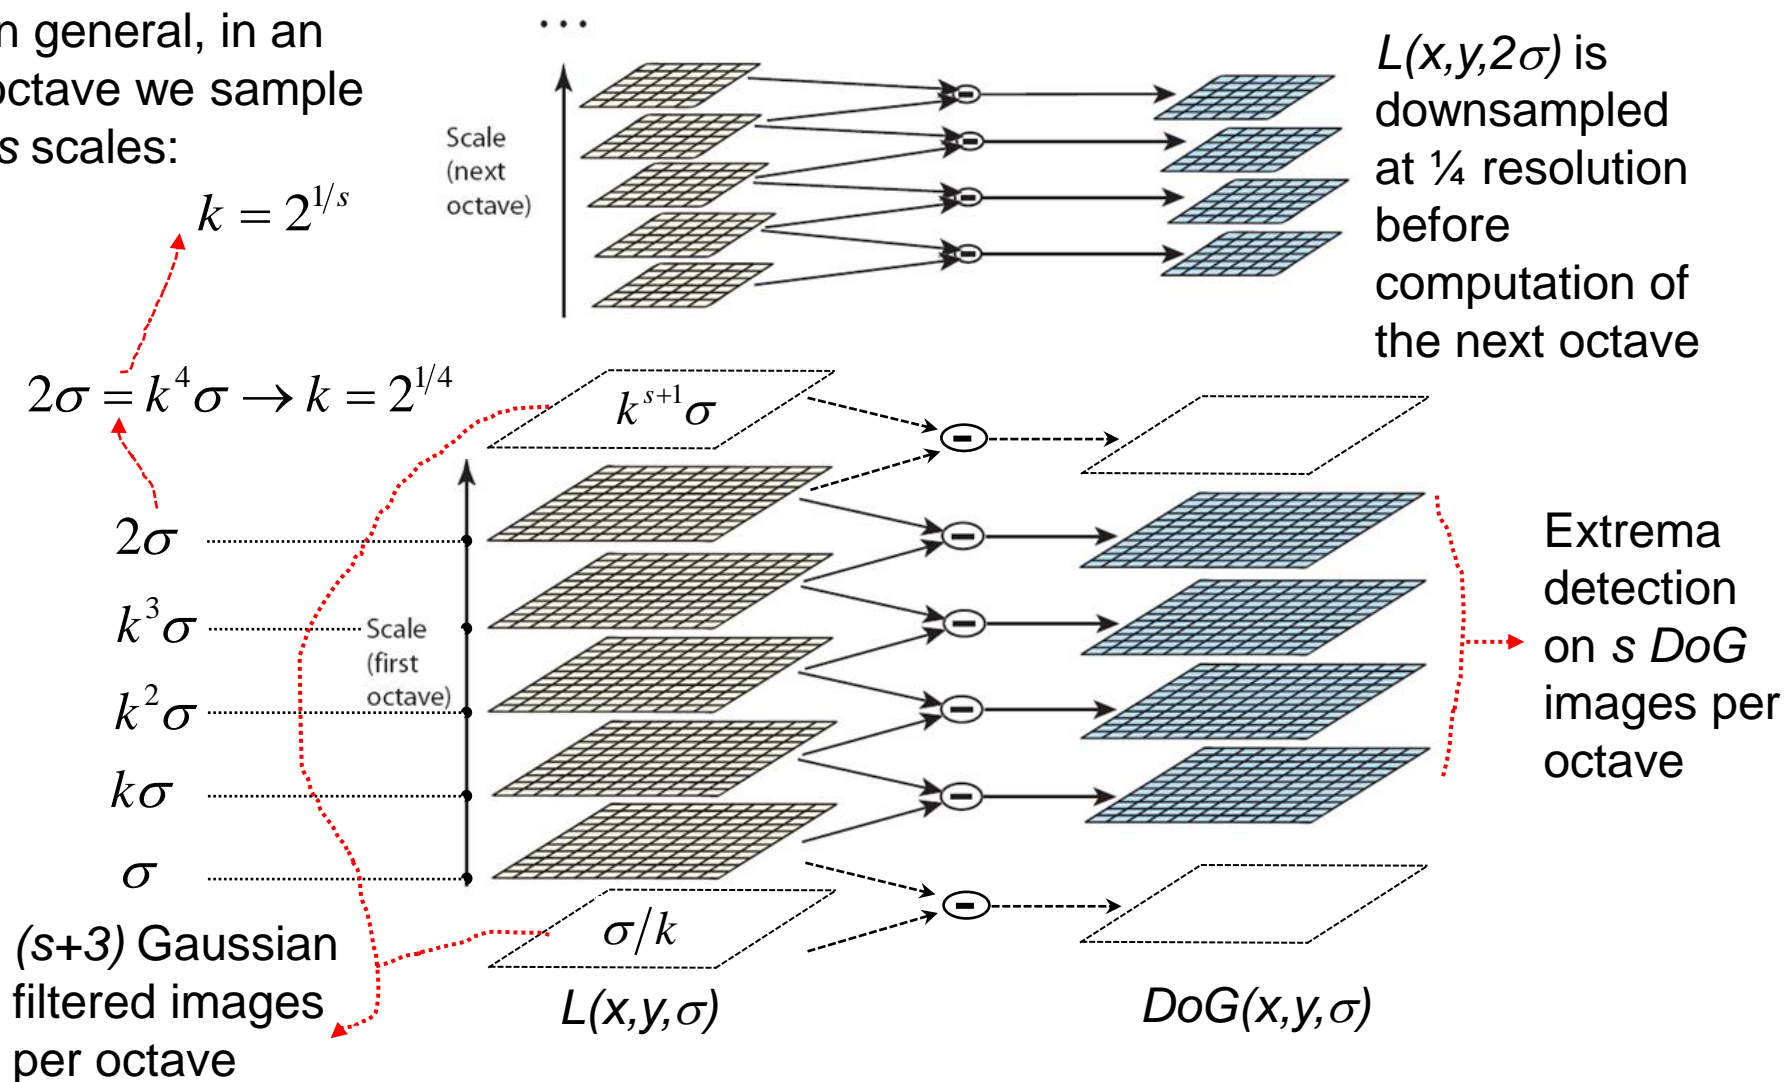 n general, in an
octave we sample
s scales:
k = 2^{1/s}
2σ = k^4σ → k = 2^{1/4}
...
Scale
(next
octave)
L(x,y,2σ) is
downsampled
at ¼ resolution
before
computation of
the next octave
k^{s+1}σ
2σ
k^3σ
k^2σ
kσ
σ
Scale
(first
octave)
σ/k
Extrema
detection
on s DoG
images per
octave
(s+3) Gaussian
filtered images
per octave
L(x,y,σ)
DoG(x,y,σ)